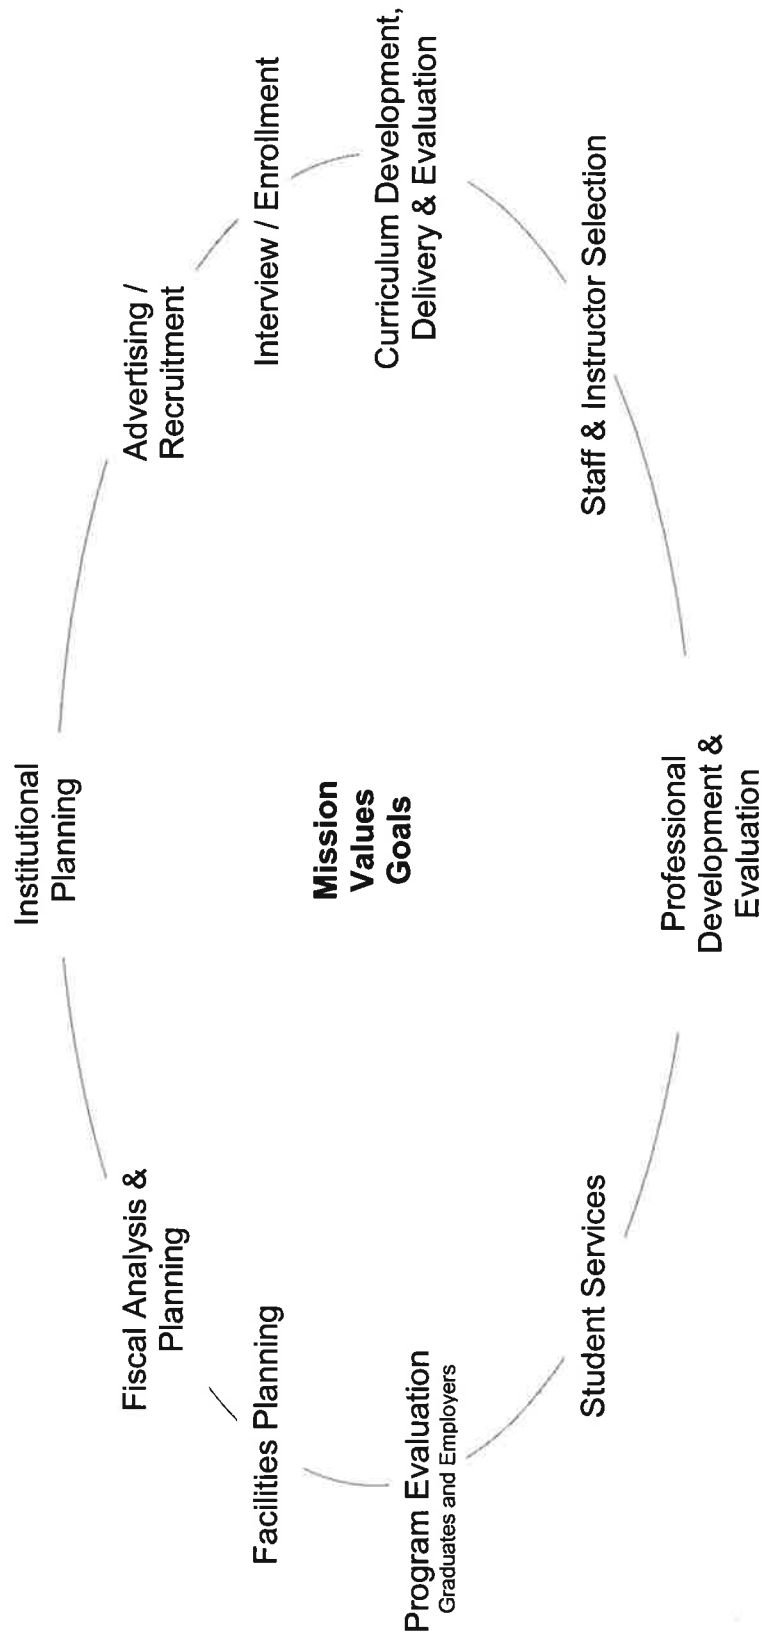 Institutional
Planning
Advertising /
Recruitment
Interview / Enrollment
Curriculum Development,
Delivery & Evaluation
Staff & Instructor Selection
Professional
Development &
Evaluation
Student Services
Program Evaluation
Graduates and Employers
Facilities Planning
Fiscal Analysis &
Planning
Mission
Values
Goals